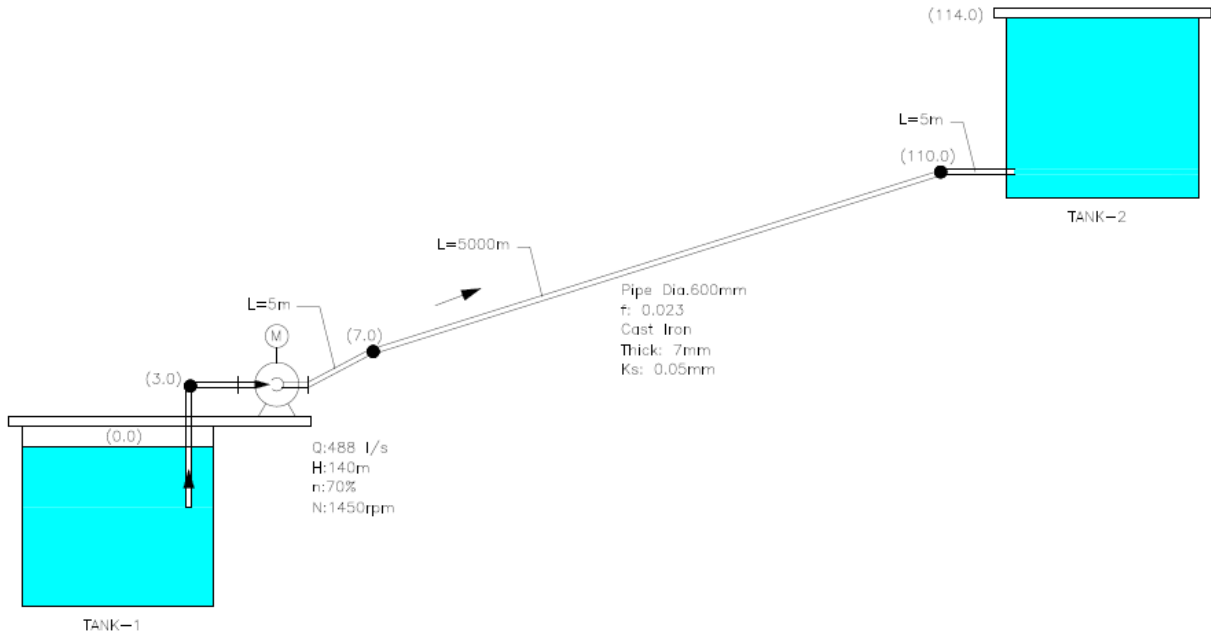 (114.0)
L=5m
(110.0)
TANK-2
L=5000m
Pipe Dia.600mm
f: 0.023
Cast Iron
Thick: 7mm
Ks: 0.05mm
L=5m
M
(7.0)
(3.0)
(0.0)
Q:488 l/s
H:140m
n:70%
N:1450rpm
TANK-1